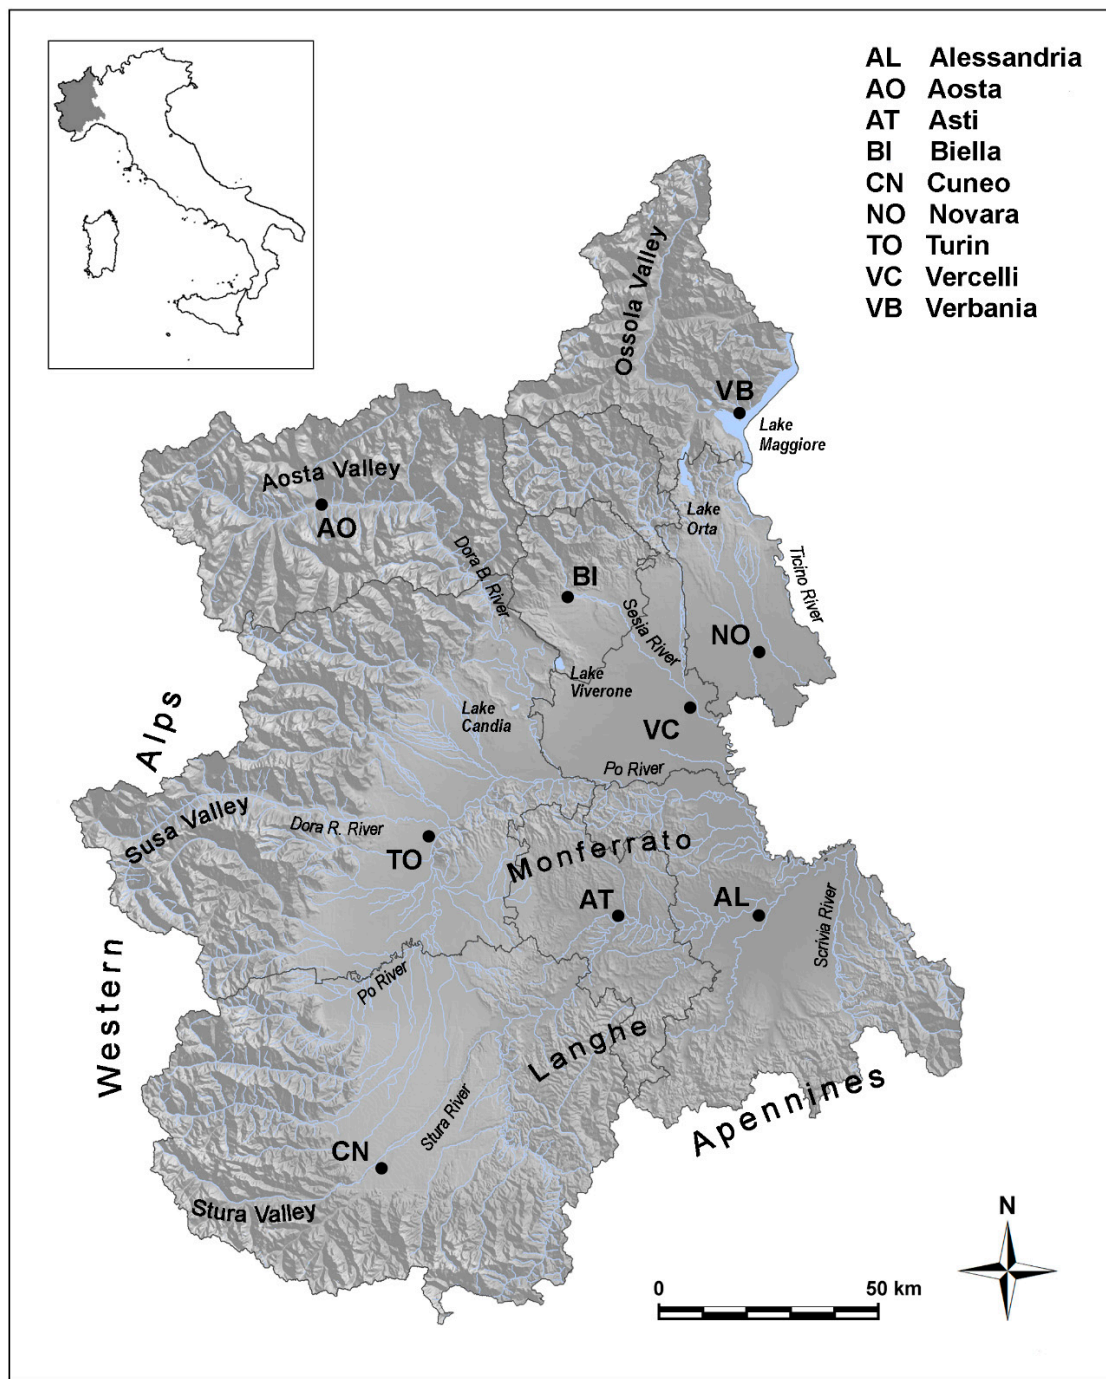 AL Alessandria
AO Aosta
AT Asti
BI Biella
CN Cuneo
NO Novara
TO Turin
VC Vercelli
VB Verbania
Ossola Valley
VB
Lake
Maggiore
Aosta Valley
AO
Lake
Orta
Dora B. River
BI
Sesia River
Ticino River
NO
Lake
Viverone
Lake
Candia
VC
Alps
Po River
Susa Valley
Dora R. River
TO
Monferrato
AT
AL
Scrivia River
Western
Po River
Langhe
Apennines
Stura River
CN
Stura Valley
N
0 50 km